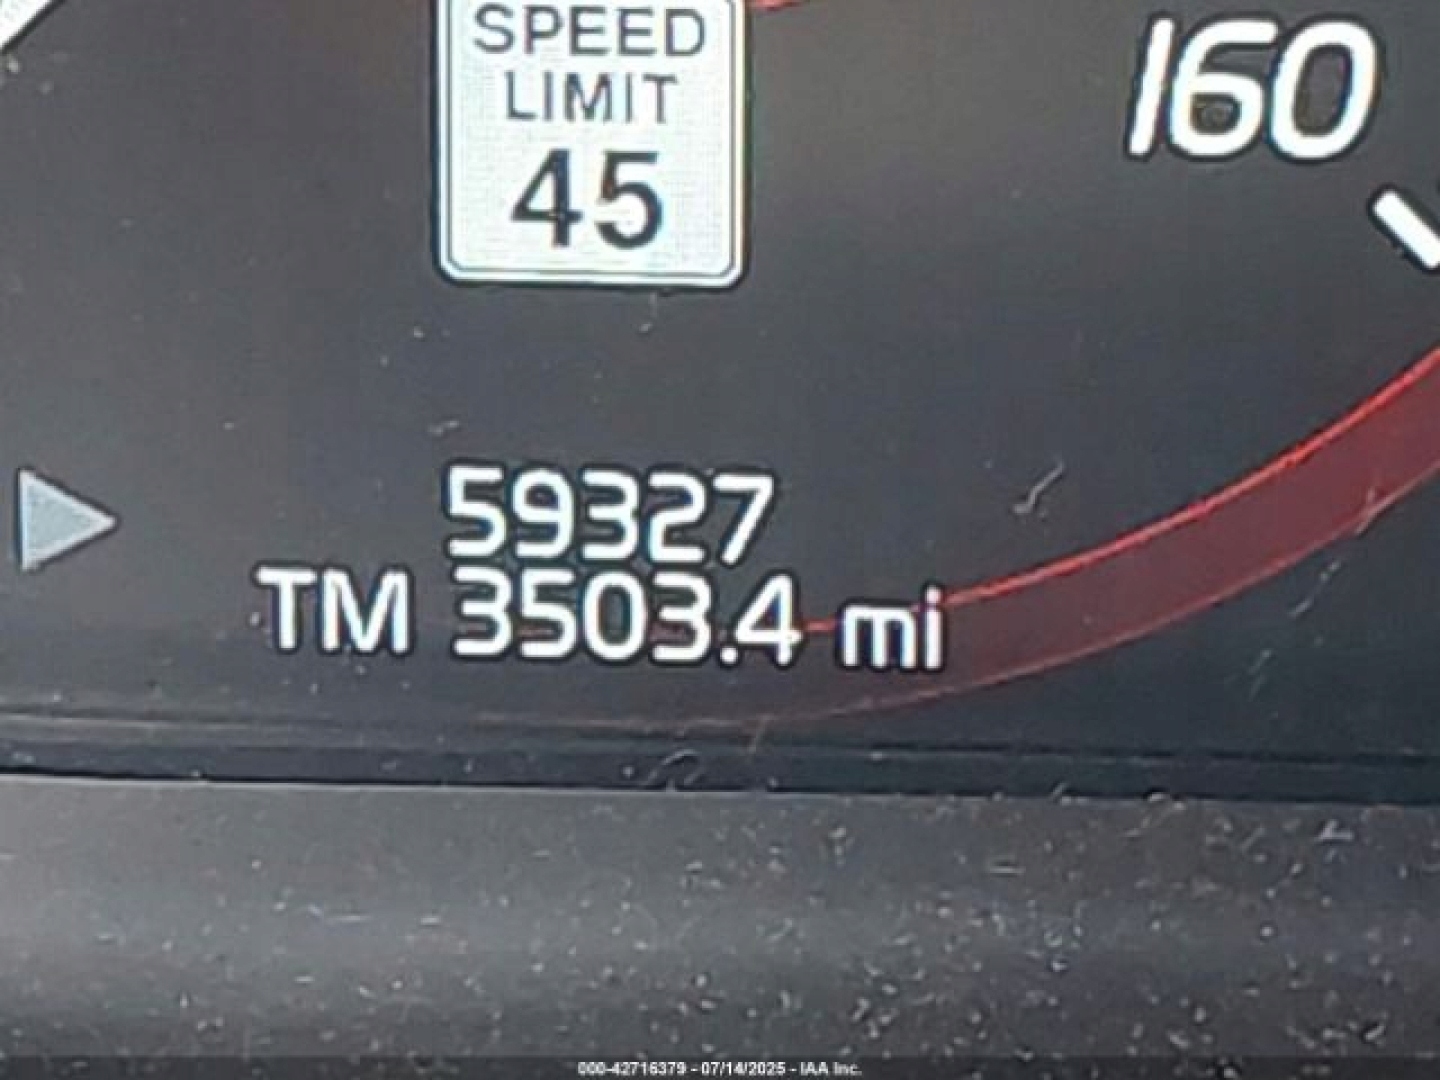 SPEED
LIMIT
45
160
59327
TM 3503.4 mi
000-42716379 - 07/14/2025 - IAA Inc.